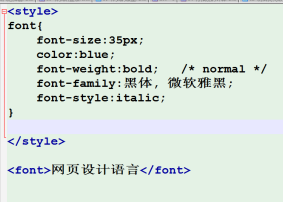 <style>
font{
font-size:35px;
color:blue;
font-weight:bold; /* normal */
font-family:黑体, 微软雅黑;
font-style:italic;
}
</style>
<font>网页设计语言</font>